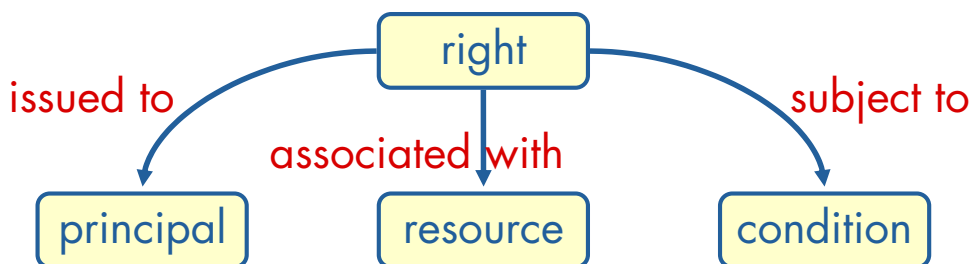 right
issued to
subject to
associated with
principal
resource
condition